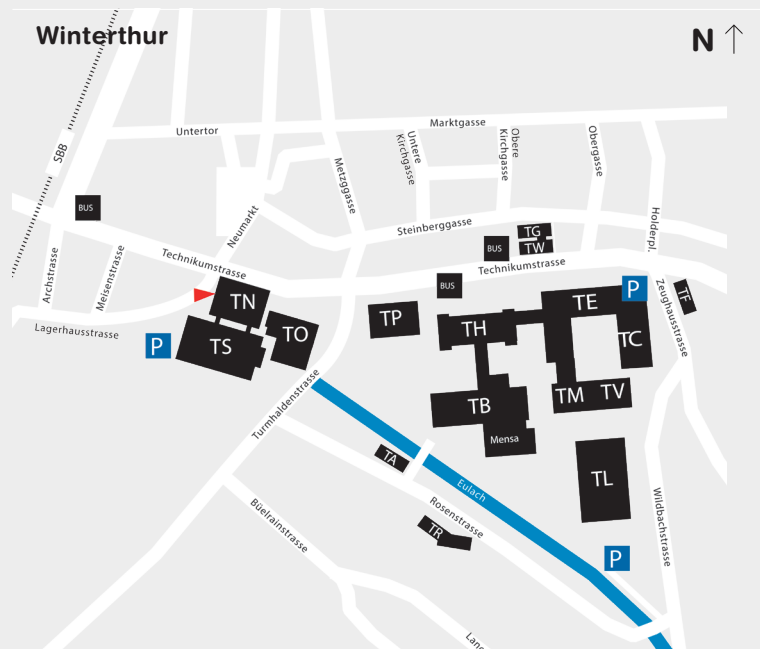 Winterthur
N
Marktgasse
Untertor
Untere
Kirchgasse
Obere
Kirchgasse
Obergasse
SBB
Metzggasse
BUS
Neumarkt
Steinberggasse
Holderpl.
TG
BUS
TW
Technikumstrasse
Technikumstrasse
Archstrasse
Meisenstrasse
BUS
P
TF
Zeughausstrasse
TN
TE
TP
TH
Lagerhausstrasse
TO
TC
P
TS
Turmhaldenstrasse
TM
TV
TB
Mensa
TA
TL
Eulach
Rosenstrasse
Wildbachstrasse
Büelrainstrasse
TR
P